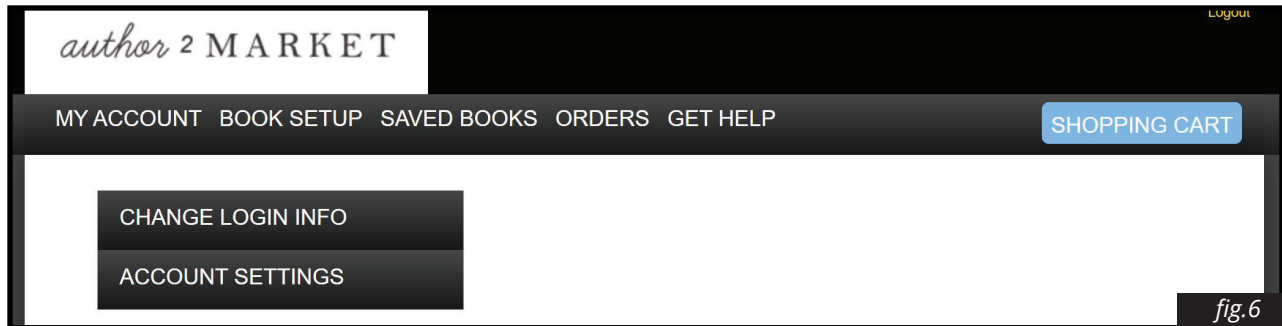 Logout
author 2 MARKET
MY ACCOUNT BOOK SETUP SAVED BOOKS ORDERS GET HELP SHOPPING CART
CHANGE LOGIN INFO
ACCOUNT SETTINGS
fig.6